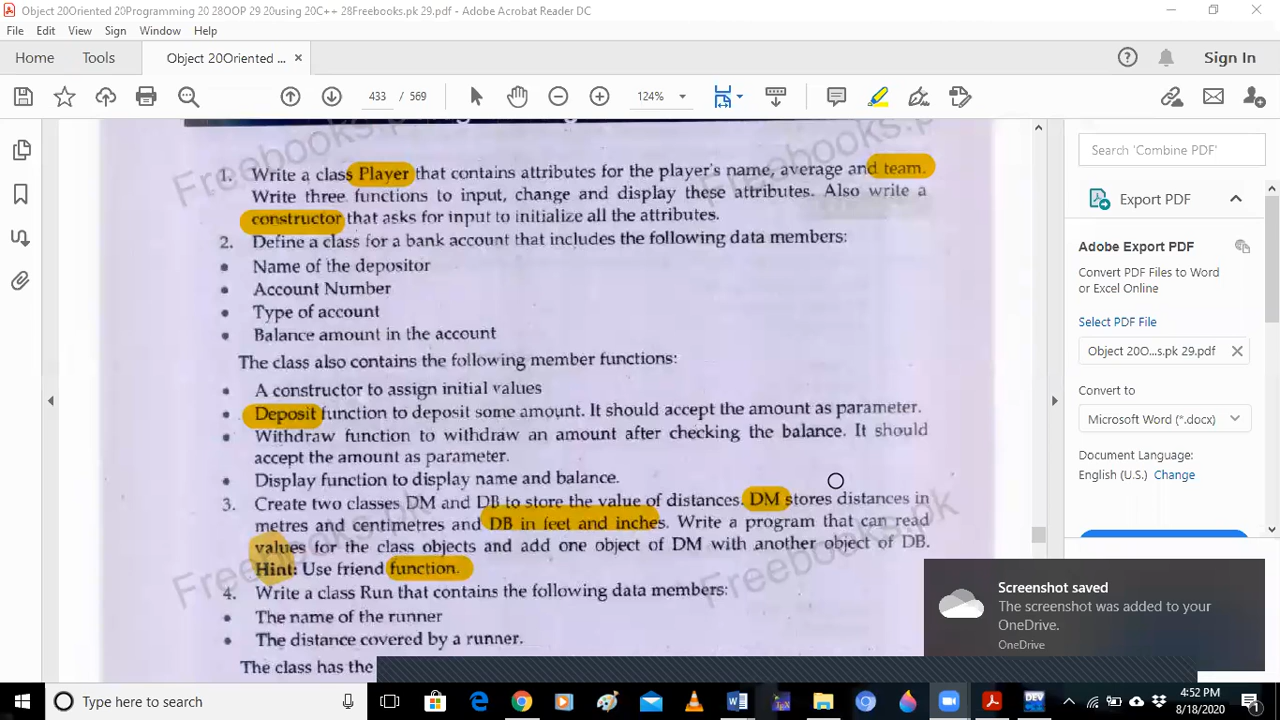 Object 20Oriented 20Programming 20 28OOP 29 20using 20C++ 28Freebooks.pk 29.pdf - Adobe Acrobat Reader DC
File Edit View Sign Window Help
Home Tools Object 20Oriented ... × Sign In
433 / 569 124%
1. Write a class Player that contains attributes for the player's name, average and team.
Write three functions to input, change and display these attributes. Also write a
constructor that asks for input to initialize all the attributes.
2. Define a class for a bank account that includes the following data members:
• Name of the depositor
• Account Number
• Type of account
• Balance amount in the account
The class also contains the following member functions:
• A constructor to assign initial values
• Deposit function to deposit some amount. It should accept the amount as parameter.
• Withdraw function to withdraw an amount after checking the balance. It should
accept the amount as parameter.
• Display function to display name and balance.
3. Create two classes DM and DB to store the value of distances. DM stores distances in
metres and centimetres and DB in feet and inches. Write a program that can read
values for the class objects and add one object of DM with another object of DB.
Hint: Use friend function.
4. Write a class Run that contains the following data members:
• The name of the runner
• The distance covered by a runner.
The class has the
Freebooks.pk
Freebooks.pk
Search 'Combine PDF'
Export PDF
Adobe Export PDF
Convert PDF Files to Word
or Excel Online
Select PDF File
Object 20O...s.pk 29.pdf
Convert to
Microsoft Word (*.docx)
Document Language:
English (U.S.) Change
Screenshot saved
The screenshot was added to your
OneDrive.
OneDrive
Type here to search
DEV
4:52 PM
8/18/2020
1